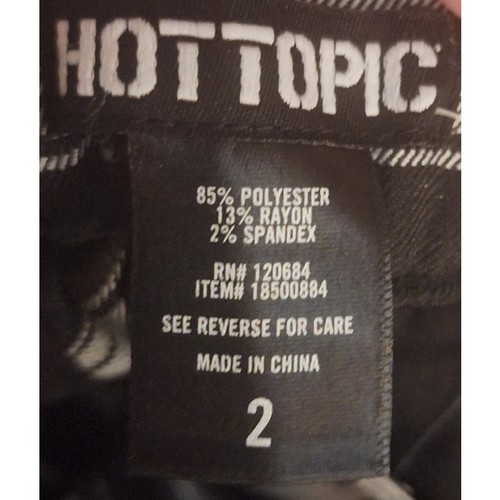 HOT TOPIC
85% POLYESTER
13% RAYON
2% SPANDEX
RN# 120684
ITEM# 18500884
SEE REVERSE FOR CARE
MADE IN CHINA
2